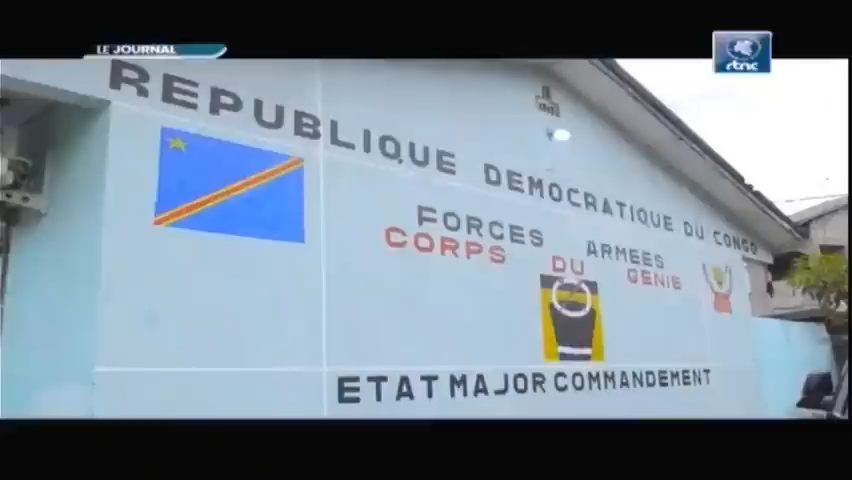 LE JOURNAL
rtnc
REPUBLIQUE DEMOCRATIQUE DU CONGO
FORCES ARMEES
CORPS DU GENIE
ETAT MAJOR COMMANDEMENT